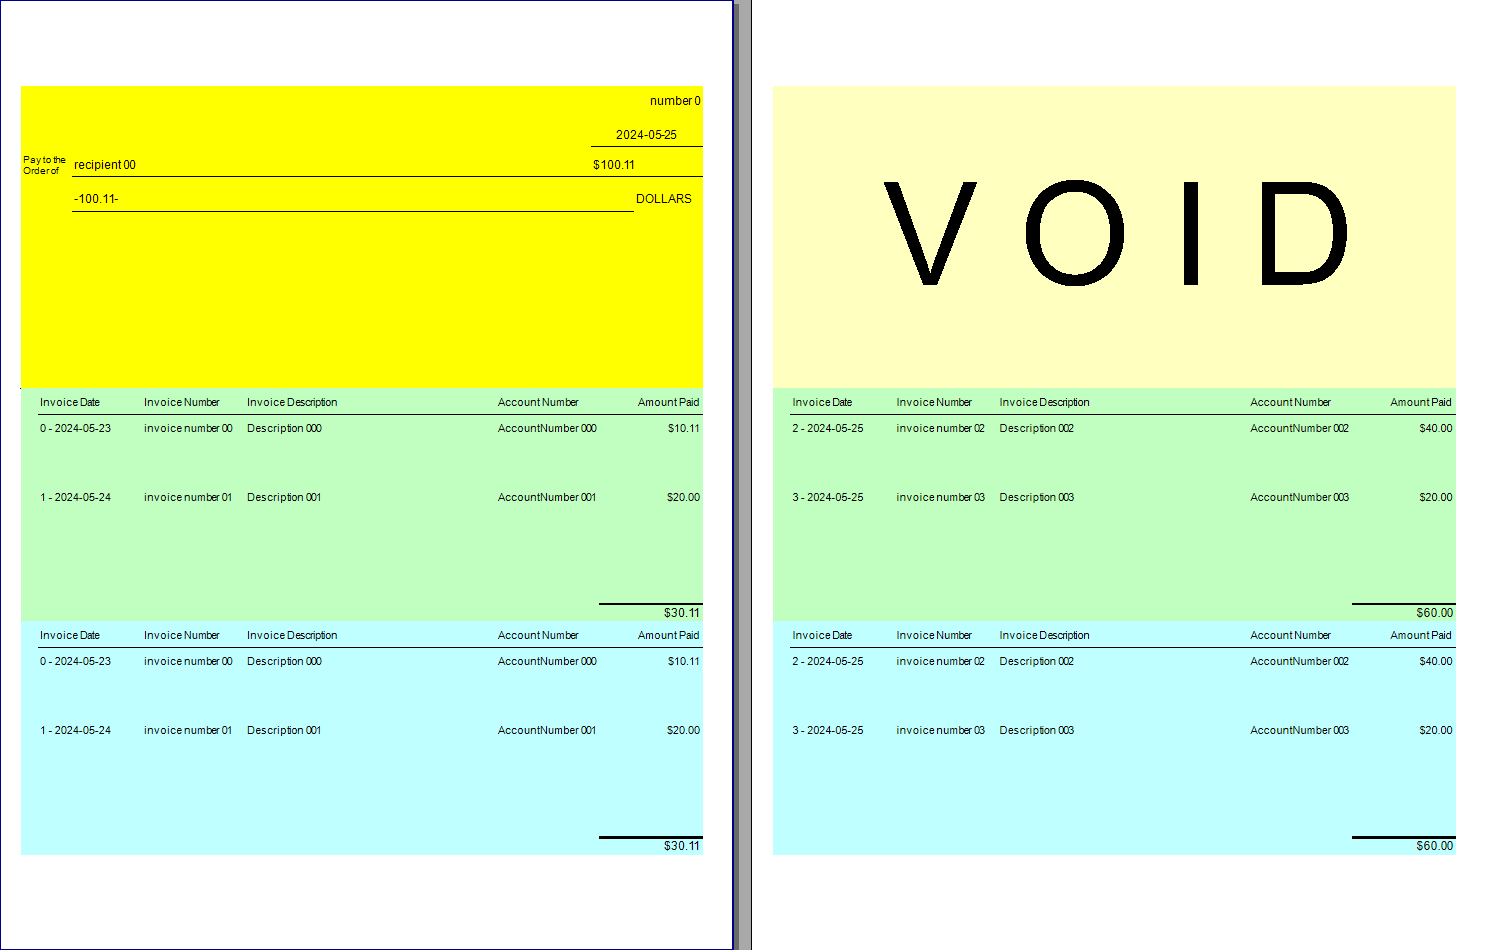 number 0
2024-05-25
Pay to the
Order of
recipient 00 $100.11
-100.11- DOLLARS
Invoice Date Invoice Number Invoice Description Account Number Amount Paid
0 - 2024-05-23 invoice number 00 Description 000 AccountNumber 000 $10.11
1 - 2024-05-24 invoice number 01 Description 001 AccountNumber 001 $20.00
$30.11
Invoice Date Invoice Number Invoice Description Account Number Amount Paid
0 - 2024-05-23 invoice number 00 Description 000 AccountNumber 000 $10.11
1 - 2024-05-24 invoice number 01 Description 001 AccountNumber 001 $20.00
$30.11
VOID
Invoice Date Invoice Number Invoice Description Account Number Amount Paid
2 - 2024-05-25 invoice number 02 Description 002 AccountNumber 002 $40.00
3 - 2024-05-25 invoice number 03 Description 003 AccountNumber 003 $20.00
$60.00
Invoice Date Invoice Number Invoice Description Account Number Amount Paid
2 - 2024-05-25 invoice number 02 Description 002 AccountNumber 002 $40.00
3 - 2024-05-25 invoice number 03 Description 003 AccountNumber 003 $20.00
$60.00